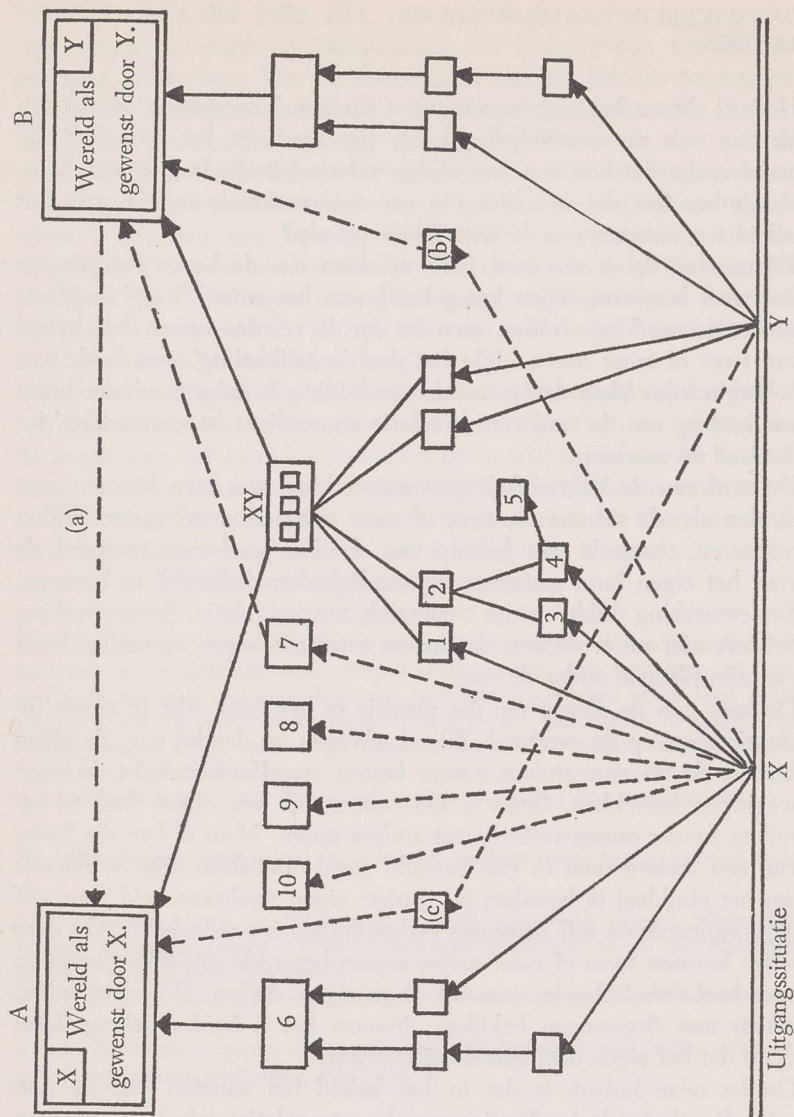 A
B
X
Wereld als
gewenst door X.
(a)
Wereld als
gewenst door Y.
Y
XY
6
10
9
8
7
(c)
1
2
(b)
3
4
5
X
Y
Uitgangssituatie